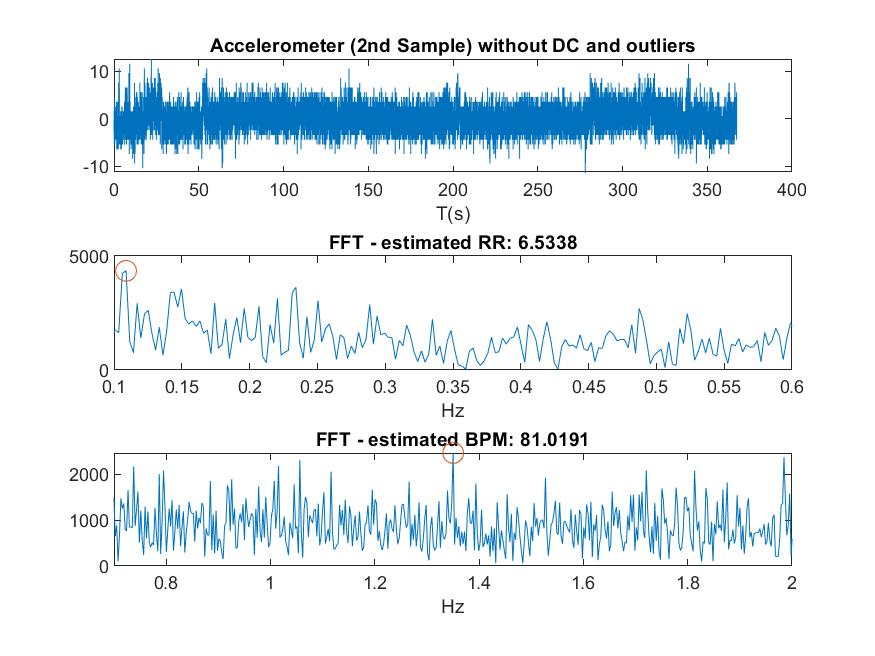 Accelerometer (2nd Sample) without DC and outliers
10
0
-10
0 50 100 150 200 250 300 350 400
T(s)
FFT - estimated RR: 6.5338
5000
0
0.1 0.15 0.2 0.25 0.3 0.35 0.4 0.45 0.5 0.55 0.6
Hz
FFT - estimated BPM: 81.0191
2000
1000
0
0.8 1 1.2 1.4 1.6 1.8 2
Hz